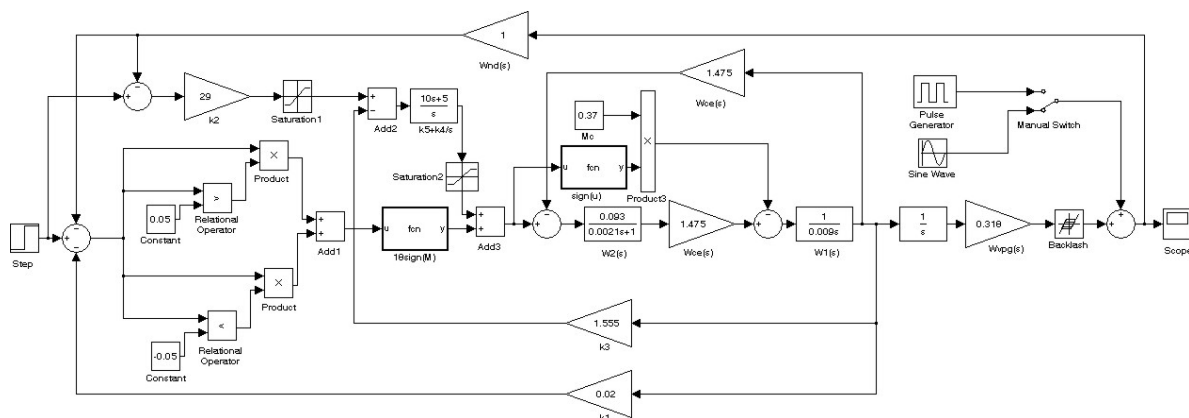 1
Wnd(s)
29
k2
Saturation1
Add2
10s+5
s
k5+k4/s
Saturation2
1.475
Wce(s)
0.37
Mc
fcn
u
y
sign(u)
Product3
Pulse
Generator
Manual Switch
Sine Wave
Product
>
Relational
Operator
0.05
Constant
Step
Add1
u
fcn
y
18sign(M)
Add3
0.093
0.0021s+1
W2(s)
1.475
Wce(s)
1
0.009s
W1(s)
1
s
0.318
Wvpg(s)
Backlash
Scope
Product
<
Relational
Operator
-0.05
Constant
1.555
k3
0.02